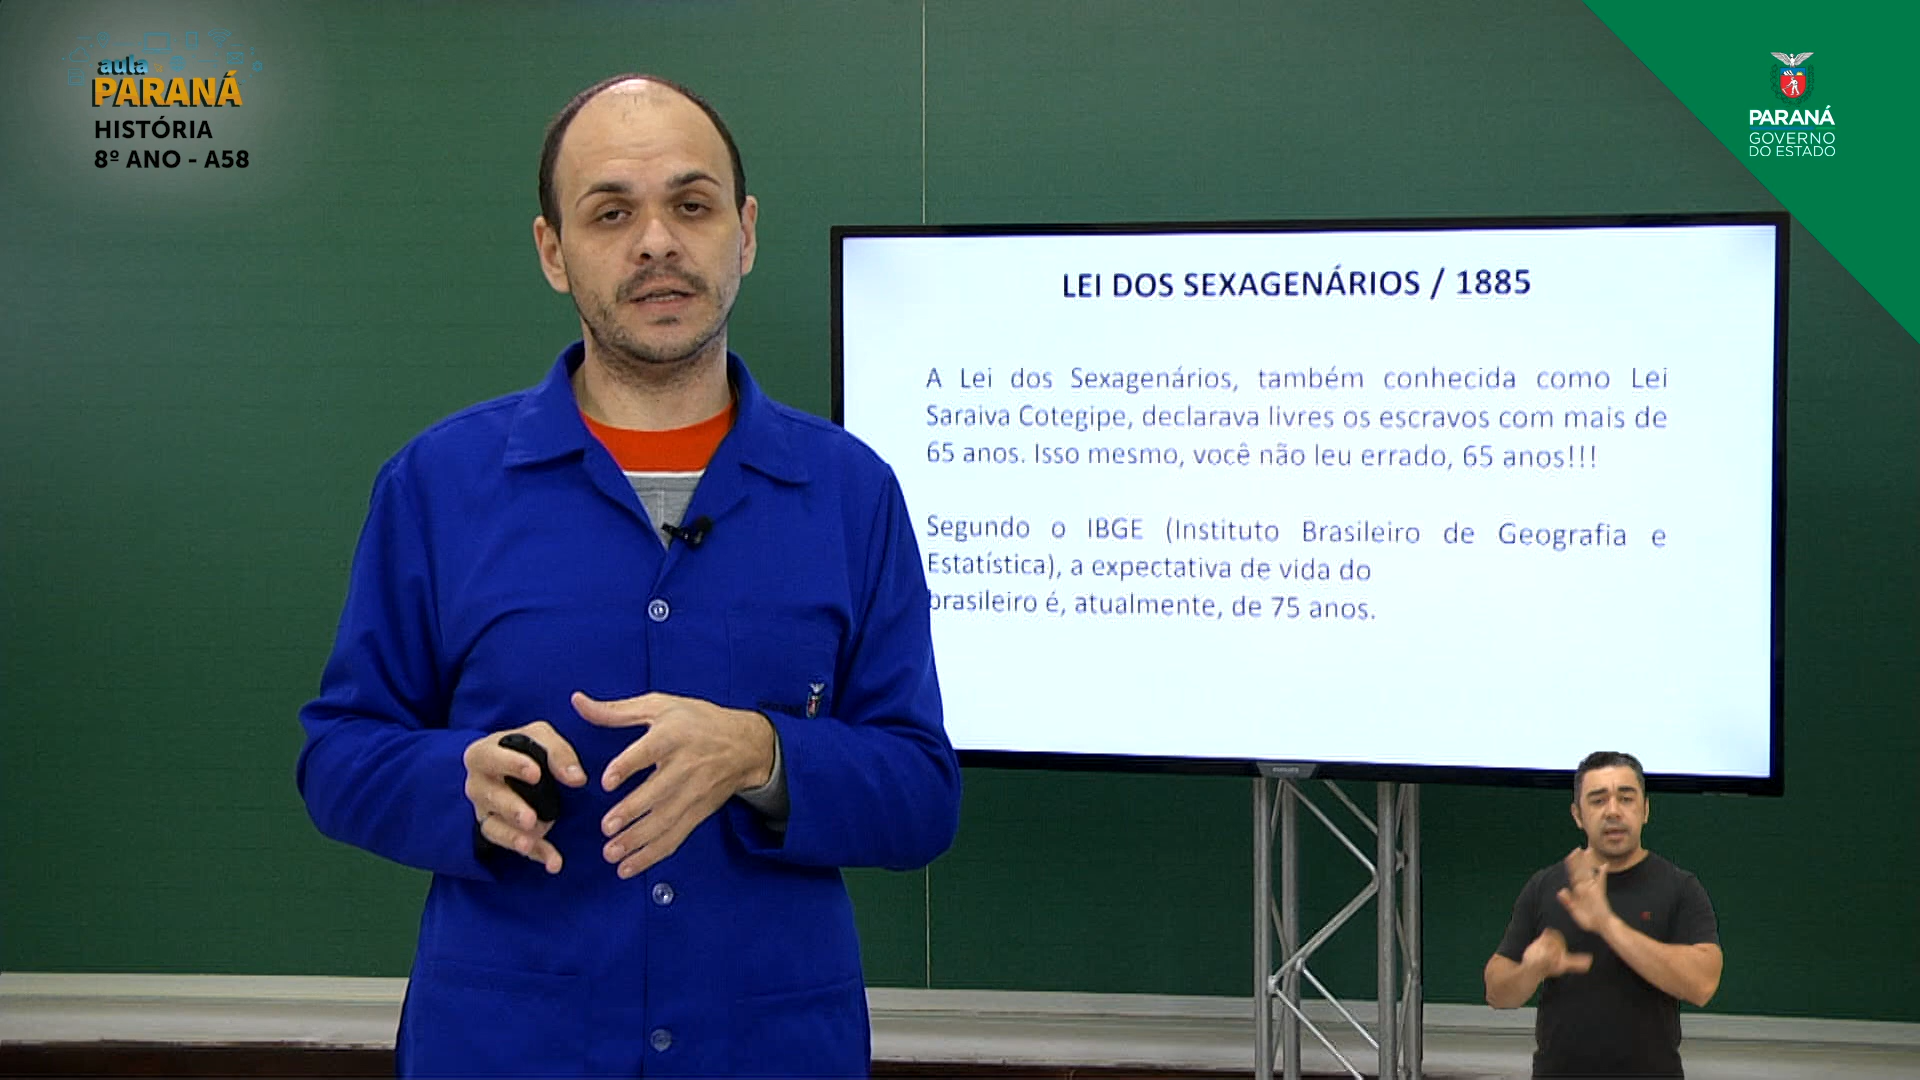 aula
PARANÁ
HISTÓRIA
8º ANO - A58
PARANÁ
GOVERNO
DO ESTADO
LEI DOS SEXAGENÁRIOS / 1885
A Lei dos Sexagenários, também conhecida como Lei
Saraiva Cotegipe, declarava livres os escravos com mais de
65 anos. Isso mesmo, você não leu errado, 65 anos!!!
Segundo o IBGE (Instituto Brasileiro de Geografia e
Estatística), a expectativa de vida do
brasileiro é, atualmente, de 75 anos.